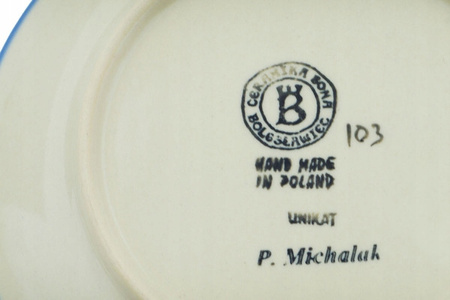 CERAMIKA BONA
B
BOLESŁAWIEC
103
HAND MADE
IN POLAND
UNIKAT
P. Michalak